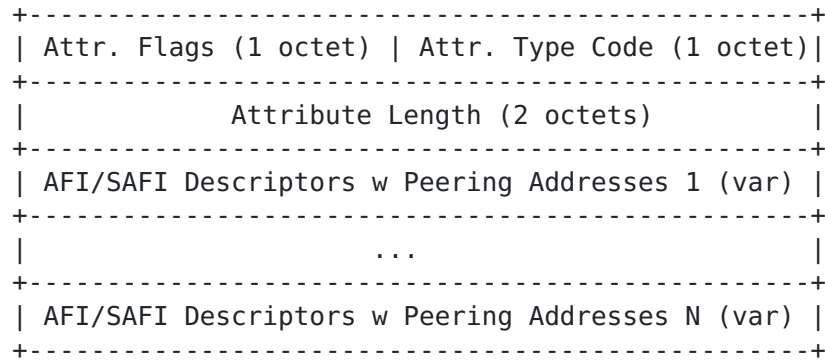 +--------------------------------------------------+
| Attr. Flags (1 octet) | Attr. Type Code (1 octet)|
+--------------------------------------------------+
|             Attribute Length (2 octets)          |
+--------------------------------------------------+
| AFI/SAFI Descriptors w Peering Addresses 1 (var) |
+--------------------------------------------------+
|                      ...                         |
+--------------------------------------------------+
| AFI/SAFI Descriptors w Peering Addresses N (var) |
+--------------------------------------------------+